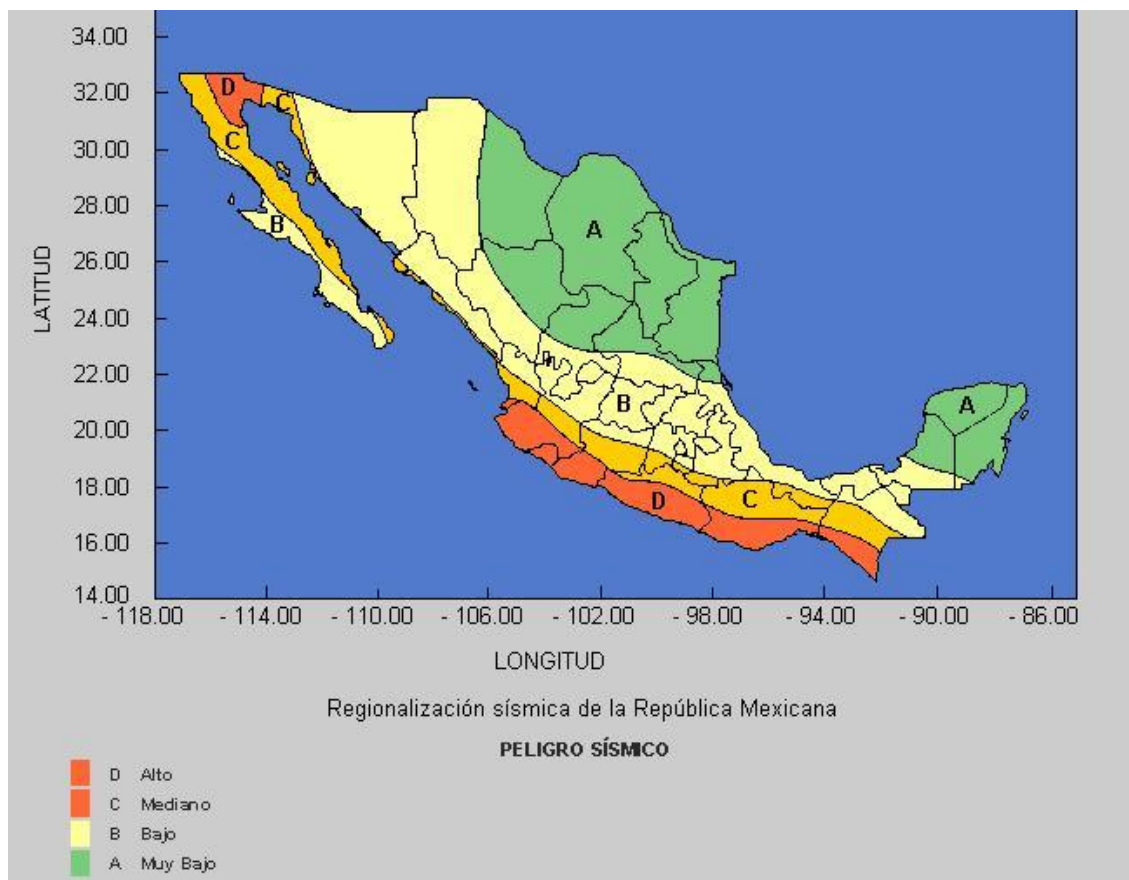 34.00
32.00
30.00
28.00
26.00
24.00
22.00
20.00
18.00
16.00
14.00
LATITUD
D
C
C
B
A
B
A
D
C
- 118.00 - 114.00 - 110.00 - 106.00 - 102.00 - 98.00 - 94.00 - 90.00 - 86.00
LONGITUD
Regionalización sísmica de la República Mexicana
PELIGRO SÍSMICO
D Alto
C Mediano
B Bajo
A Muy Bajo